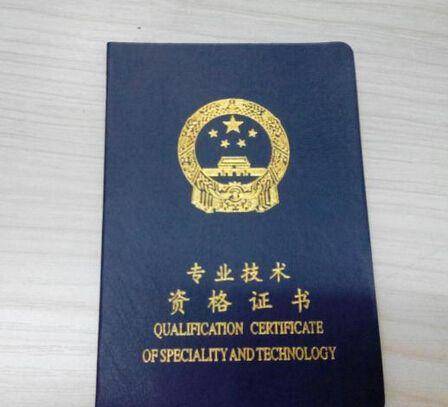 专业技术
资格证书
QUALIFICATION CERTIFICATE
OF SPECIALITY AND TECHNOLOGY